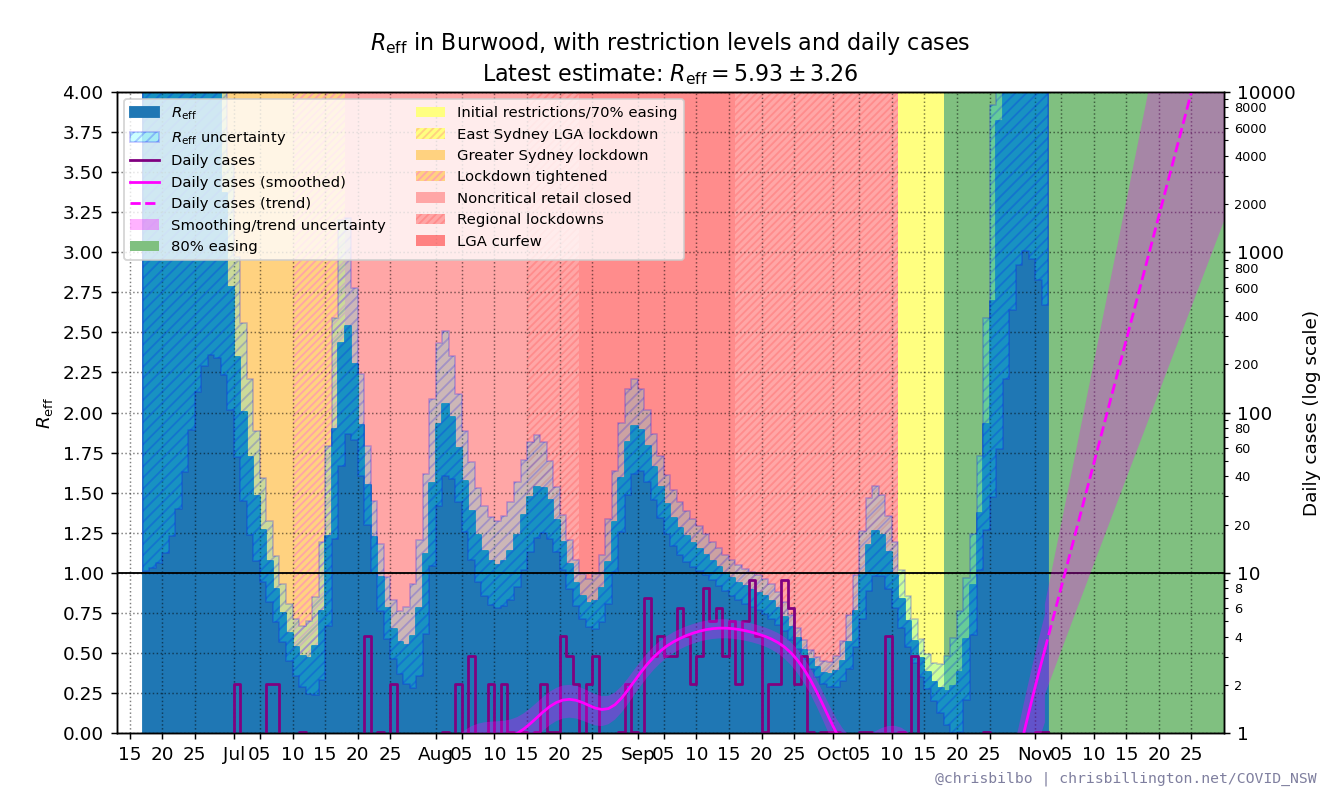 Reff in Burwood, with restriction levels and daily cases
Latest estimate: Reff = 5.93 ± 3.26
Reff
Reff uncertainty
Daily cases
Daily cases (smoothed)
Daily cases (trend)
Smoothing/trend uncertainty
80% easing
Initial restrictions/70% easing
East Sydney LGA lockdown
Greater Sydney lockdown
Lockdown tightened
Noncritical retail closed
Regional lockdowns
LGA curfew
Reff
4.00
3.75
3.50
3.25
3.00
2.75
2.50
2.25
2.00
1.75
1.50
1.25
1.00
0.75
0.50
0.25
0.00
10000
8000
6000
4000
2000
1000
800
600
400
200
100
80
60
40
20
10
8
6
4
2
1
Daily cases (log scale)
15 20 25 Jul 05 10 15 20 25 Aug 05 10 15 20 25 Sep 05 10 15 20 25 Oct 05 10 15 20 25 Nov 05 10 15 20 25
@chrisbilbo | chrisbillington.net/COVID_NSW